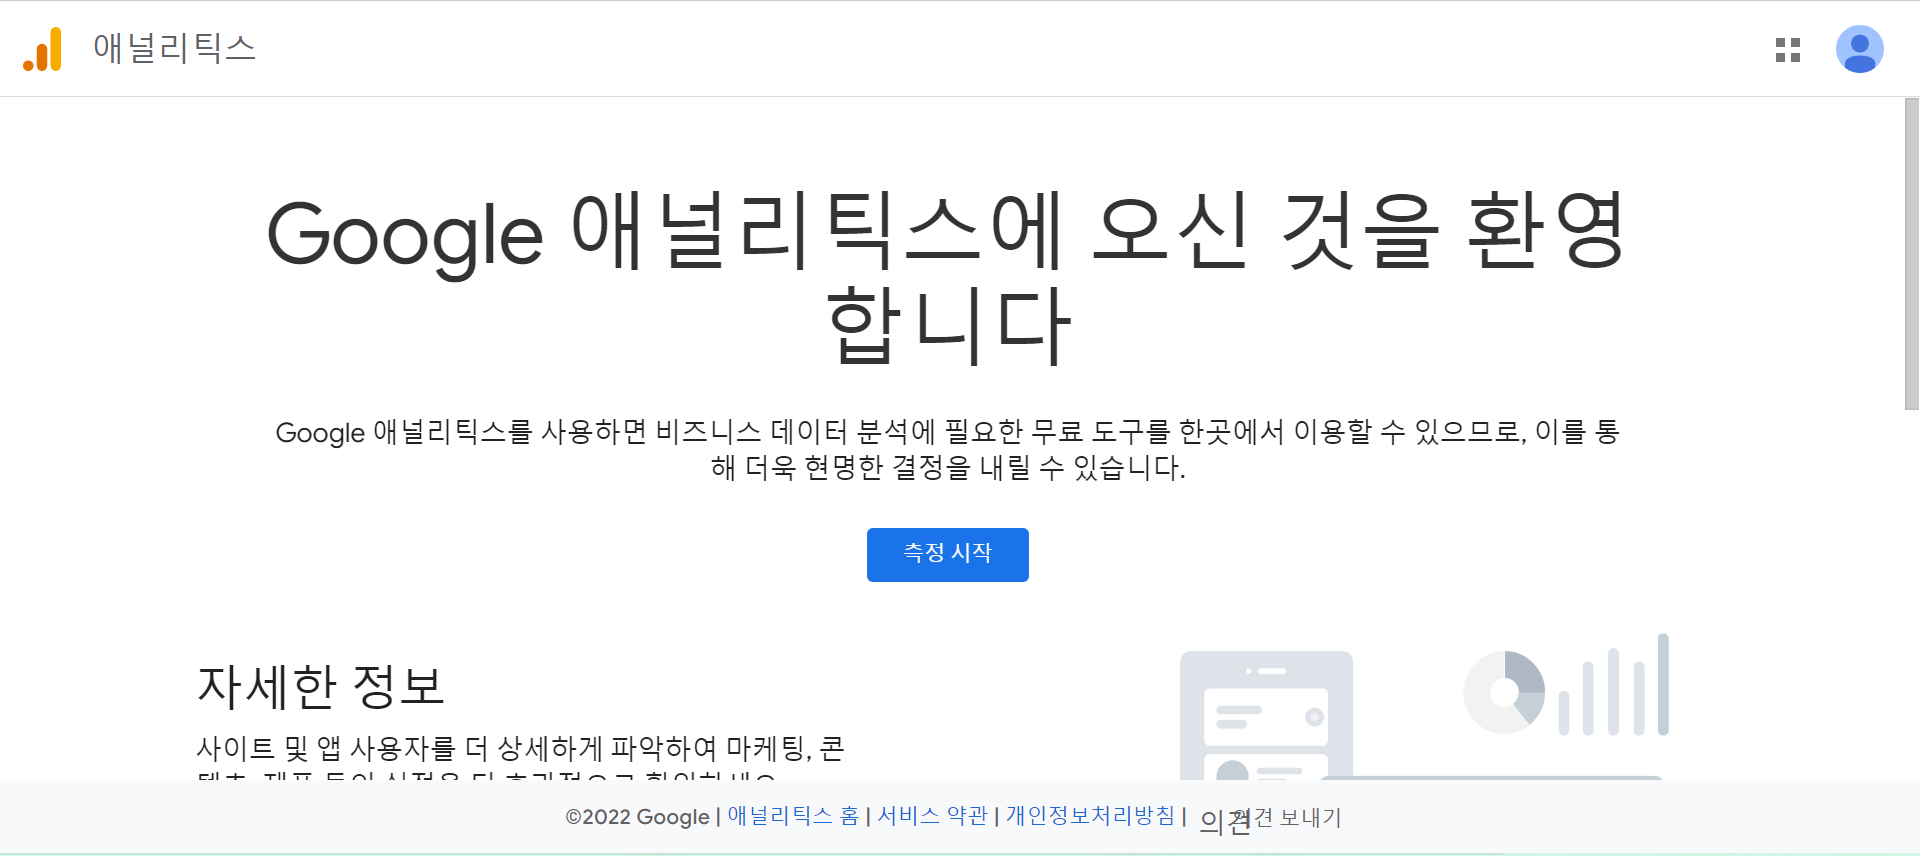 애널리틱스
Google 애널리틱스에 오신 것을 환영
합니다
Google 애널리틱스를 사용하면 비즈니스 데이터 분석에 필요한 무료 도구를 한곳에서 이용할 수 있으므로, 이를 통
해 더욱 현명한 결정을 내릴 수 있습니다.
측정 시작
자세한 정보
사이트 및 앱 사용자를 더 상세하게 파악하여 마케팅, 콘
©2022 Google | 애널리틱스 홈 | 서비스 약관 | 개인정보처리방침 | 의견 의견 보내기